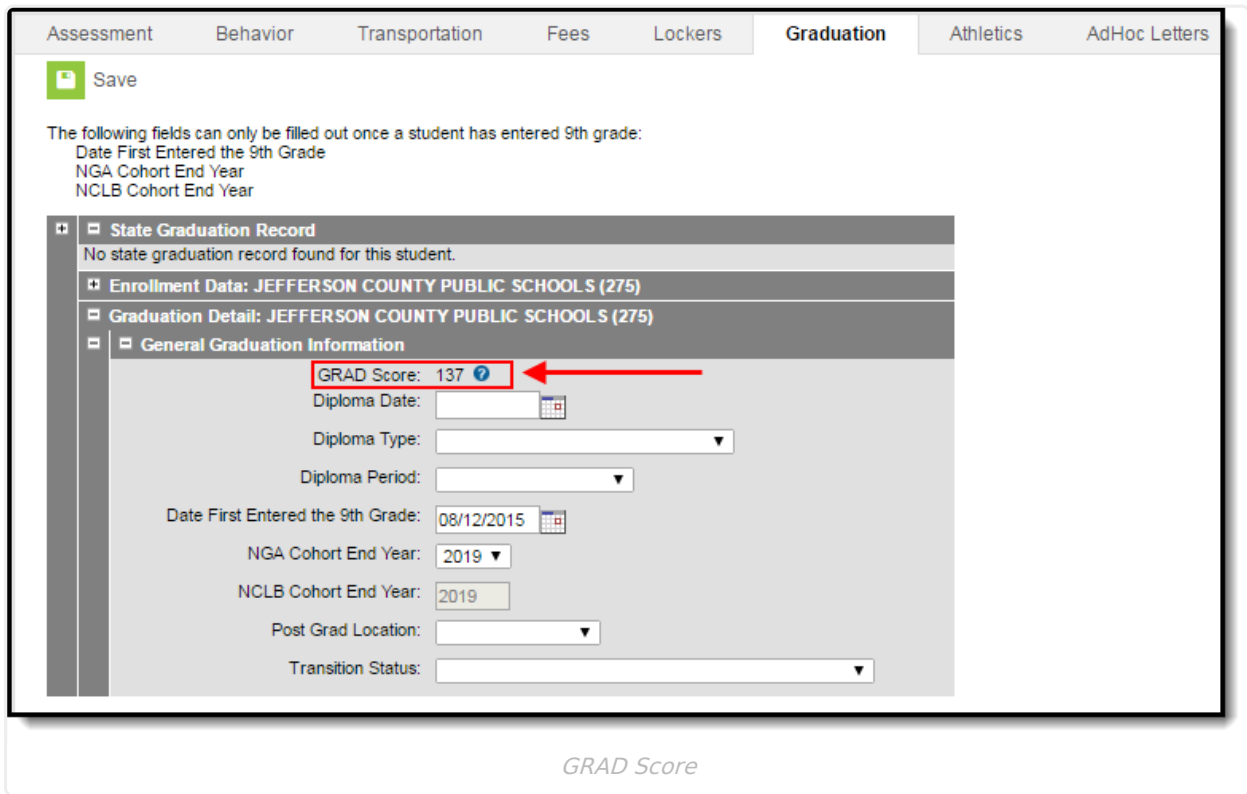 Assessment Behavior Transportation Fees Lockers Graduation Athletics AdHoc Letters
Save
The following fields can only be filled out once a student has entered 9th grade:
Date First Entered the 9th Grade
NGA Cohort End Year
NCLB Cohort End Year
State Graduation Record
No state graduation record found for this student.
Enrollment Data: JEFFERSON COUNTY PUBLIC SCHOOLS (275)
Graduation Detail: JEFFERSON COUNTY PUBLIC SCHOOLS (275)
General Graduation Information
GRAD Score: 137 ?
Diploma Date:
Diploma Type:
Diploma Period:
Date First Entered the 9th Grade: 08/12/2015
NGA Cohort End Year: 2019
NCLB Cohort End Year: 2019
Post Grad Location:
Transition Status:
GRAD Score